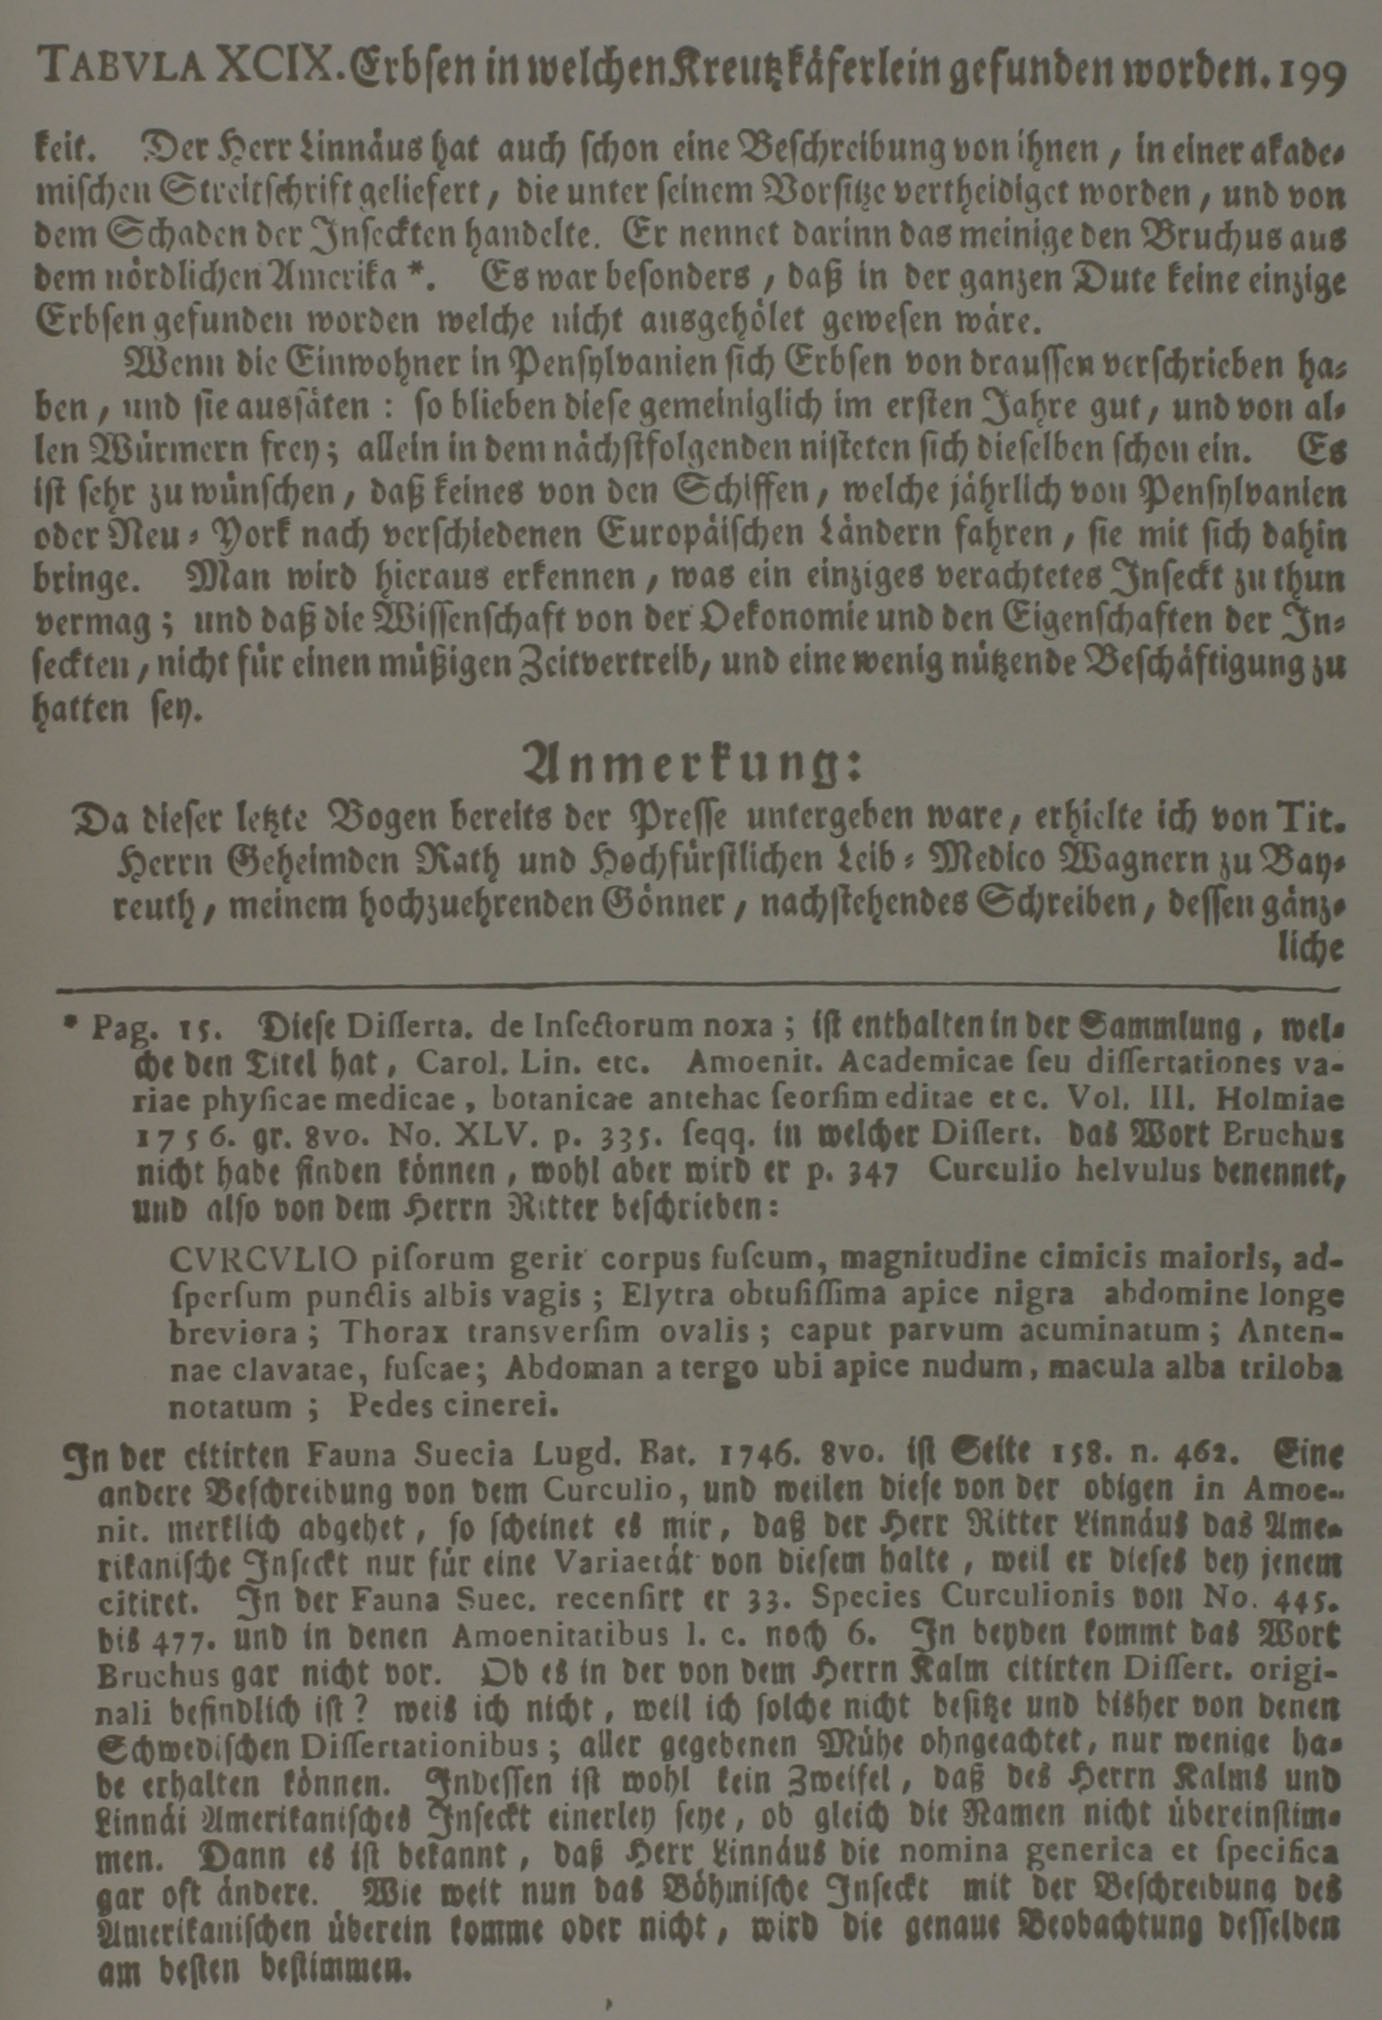 TABVLA XCIX. Erbsen in welchen Kreutzkäferlein gefunden worden. 199
keit. Der Herr Linnäus hat auch schon eine Beschreibung von ihnen, in einer akade-
mischen Streitschrift geliefert, die unter seinem Vorsitze vertheidiget worden, und von
dem Schaden der Inseckten handelte. Er nennet darinn das meinige den Bruchus aus
dem nördlichen Amerika *. Es war besonders, daß in der ganzen Dute keine einzige
Erbsen gefunden worden welche nicht ausgehölet gewesen wäre.
Wenn die Einwohner in Pensylvanien sich Erbsen von draussen verschrieben ha-
ben, und sie aussäten : so blieben diese gemeiniglich im ersten Jahre gut, und von al-
len Würmern frey; allein in dem nächstfolgenden nisteten sich dieselben schon ein. Es
ist sehr zu wünschen, daß keines von den Schiffen, welche jährlich von Pensylvanien
oder Neu-York nach verschiedenen Europäischen Ländern fahren, sie mit sich dahin
bringe. Man wird hieraus erkennen, was ein einziges verachtetes Inseckt zu thun
vermag; und daß die Wissenschaft von der Oekonomie und den Eigenschaften der In-
seckten, nicht für einen müßigen Zeitvertreib, und eine wenig nützende Beschäftigung zu
hatten sey.
Anmerkung:
Da dieser letzte Bogen bereits der Presse untergeben ware, erhielte ich von Tit.
Herrn Geheimden Rath und Hochfürstlichen Leib-Medico Wagnern zu Bay-
reuth, meinem hochzuehrenden Gönner, nachstehendes Schreiben, dessen gänz-
liche
* Pag. 15. Diese Disserta. de Insectorum noxa; ist enthalten in der Sammlung, wel-
che den Titel hat, Carol. Lin. etc. Amoenit. Academicae seu dissertationes va-
riae physicae medicae, botanicae antehac seorsim editae etc. Vol. III. Holmiae
1756. gr. 8vo. No. XLV. p. 335. seqq. in welcher Dissert. das Wort Bruchus
nicht habe finden können, wohl aber wird er p. 347 Curculio helvulus benennet,
und also von dem Herrn Ritter beschrieben:
CVRCVLIO pisorum gerit corpus fuscum, magnitudine cimicis maioris, ad-
spersum punctis albis vagis; Elytra obtusissima apice nigra abdomine longe
breviora; Thorax transversim ovalis; caput parvum acuminatum; Anten-
nae clavatae, fuscae; Abdoman a tergo ubi apice nudum, macula alba triloba
notatum; Pedes cinerei.
In der citirten Fauna Suecia Lugd. Bat. 1746. 8vo. ist Seite 158. n. 462. Eine
andere Beschreibung von dem Curculio, und weilen diese von der obigen in Amoe-
nit. merklich abgehet, so scheinet es mir, daß der Herr Ritter Linnäus das Ame-
rikanische Inseckt nur für eine Variaetät von diesem halte, weil er dieses bey jenem
citiret. In der Fauna Suec. recensirt er 33. Species Curculionis von No. 445.
bis 477. und in denen Amoenitatibus l. c. noch 6. In beyden kommt das Wort
Bruchus gar nicht vor. Ob es in der von dem Herrn Kalm citirten Dissert. origi-
nali befindlich ist? weis ich nicht, weil ich solche nicht besitze und bisher von denen
Schwedischen Dissertationibus; aller gegebenen Mühe ohngeachtet, nur wenige ha-
be erhalten können. Indessen ist wohl kein Zweifel, daß des Herrn Kalms und
Linnäi Amerikanisches Inseckt einerley seye, ob gleich die Namen nicht übereinstim-
men. Dann es ist bekannt, daß Herr Linnäus die nomina generica et specifica
gar oft ändere. Wie weit nun das Böhmische Inseckt mit der Beschreibung des
Amerikanischen überein komme oder nicht, wird die genaue Beobachtung desselben
am besten bestimmen.